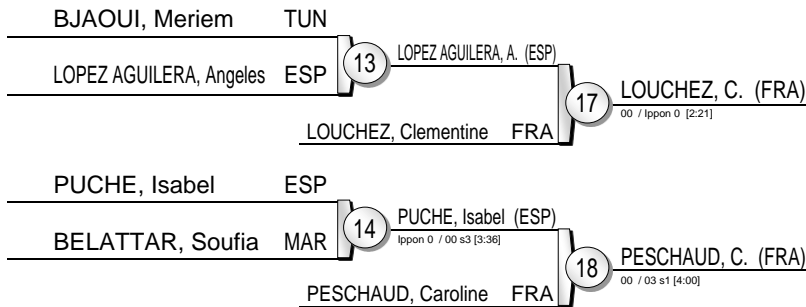 BJAOUI, Meriem TUN
LOPEZ AGUILERA, Angeles ESP
13
LOPEZ AGUILERA, A. (ESP)
LOUCHEZ, Clementine FRA
17
LOUCHEZ, C. (FRA)
00 / Ippon 0 [2:21]
PUCHE, Isabel ESP
BELATTAR, Soufia MAR
14
PUCHE, Isabel (ESP)
Ippon 0 / 00 s3 [3:36]
PESCHAUD, Caroline FRA
18
PESCHAUD, C. (FRA)
00 / 03 s1 [4:00]